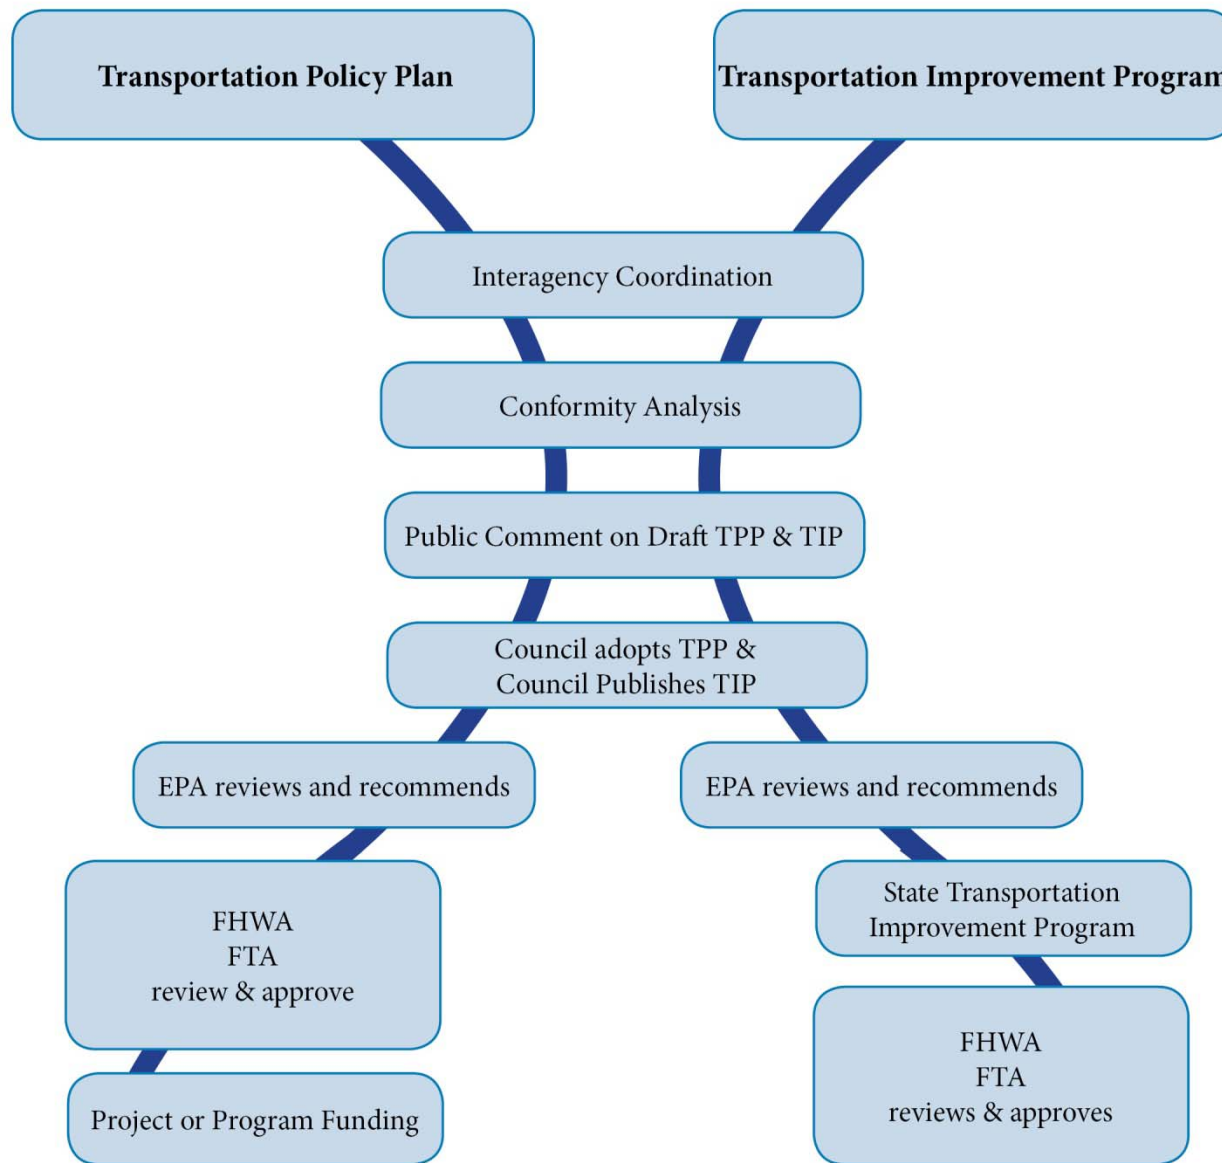 Transportation Policy Plan
Transportation Improvement Program
Interagency Coordination
Conformity Analysis
Public Comment on Draft TPP & TIP
Council adopts TPP &
Council Publishes TIP
EPA reviews and recommends
EPA reviews and recommends
FHWA
FTA
review & approve
State Transportation
Improvement Program
Project or Program Funding
FHWA
FTA
reviews & approves